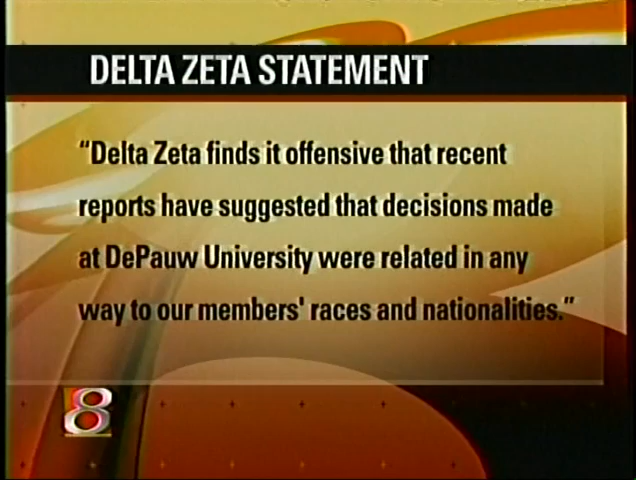 DELTA ZETA STATEMENT
“Delta Zeta finds it offensive that recent
reports have suggested that decisions made
at DePauw University were related in any
way to our members' races and nationalities.”
8